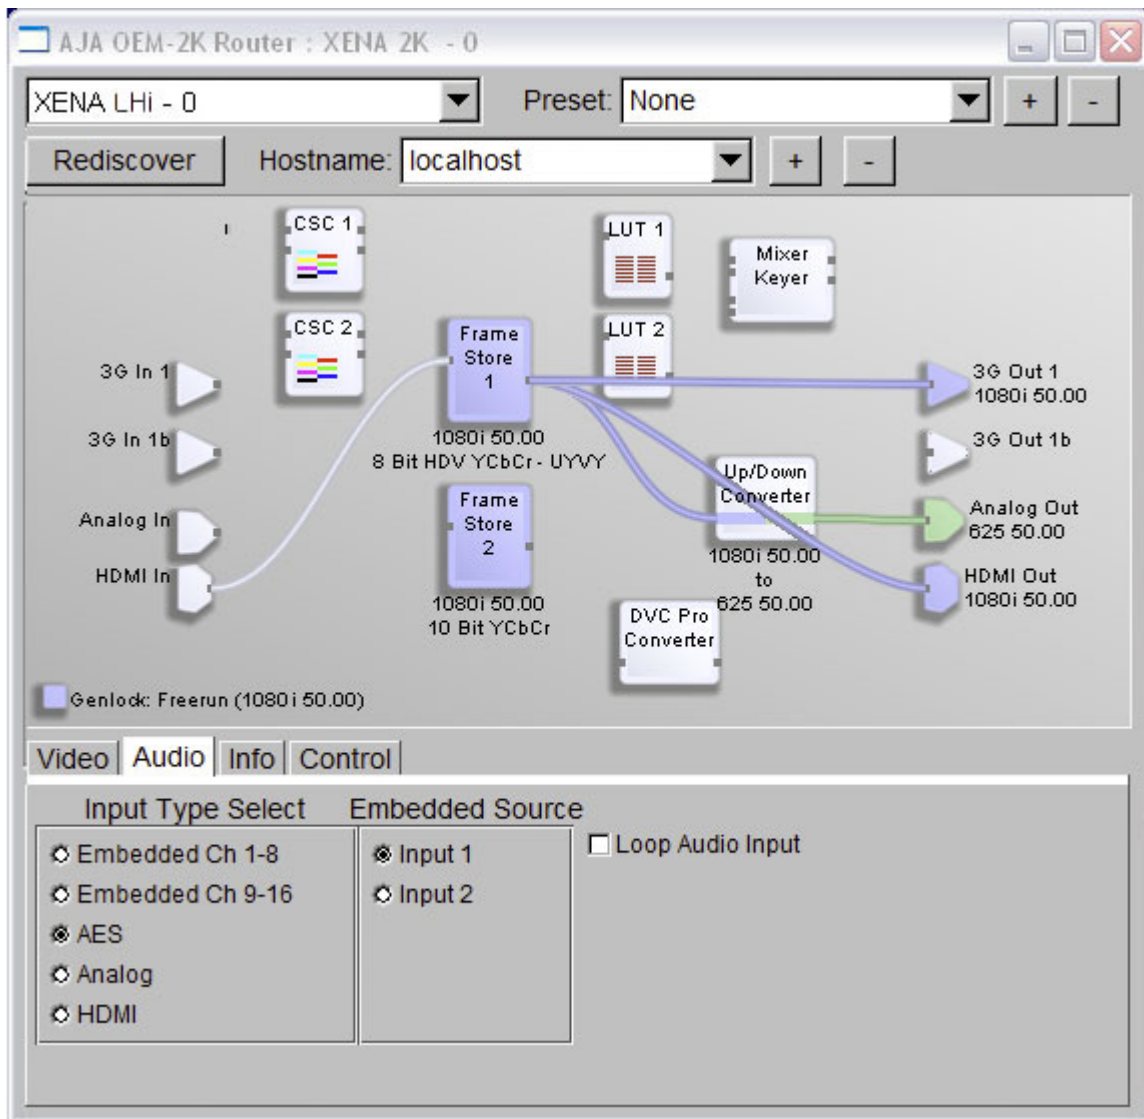 AJA OEM-2K Router : XENA 2K - 0
XENA LHi - 0
Preset: None
+
-
Rediscover
Hostname: localhost
+
-
CSC 1
LUT 1
Mixer
Keyer
CSC 2
Frame
Store
1
LUT 2
3G In 1
3G Out 1
1080i 50.00
3G In 1b
1080i 50.00
8 Bit HDV YCbCr - UYVY
3G Out 1b
Up/Down
Converter
Frame
Store
2
Analog In
Analog Out
625 50.00
1080i 50.00
to
625 50.00
HDMI In
HDMI Out
1080i 50.00
1080i 50.00
10 Bit YCbCr
DVC Pro
Converter
Genlock: Freerun (1080i 50.00)
Video
Audio
Info
Control
Input Type Select
Embedded Source
Embedded Ch 1-8
Input 1
Loop Audio Input
Embedded Ch 9-16
Input 2
AES
Analog
HDMI